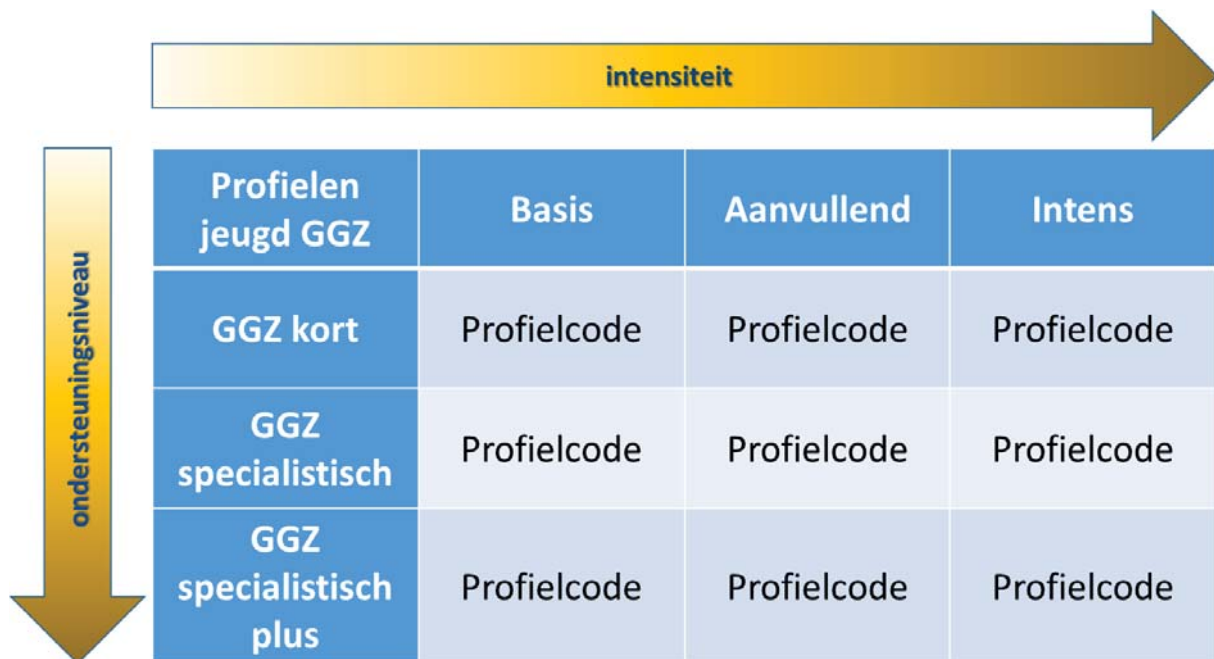 intensiteit
ondersteuningsniveau
Profielen
jeugd GGZ
Basis
Aanvullend
Intens
GGZ kort
Profielcode
Profielcode
Profielcode
GGZ
specialistisch
Profielcode
Profielcode
Profielcode
GGZ
specialistisch
plus
Profielcode
Profielcode
Profielcode